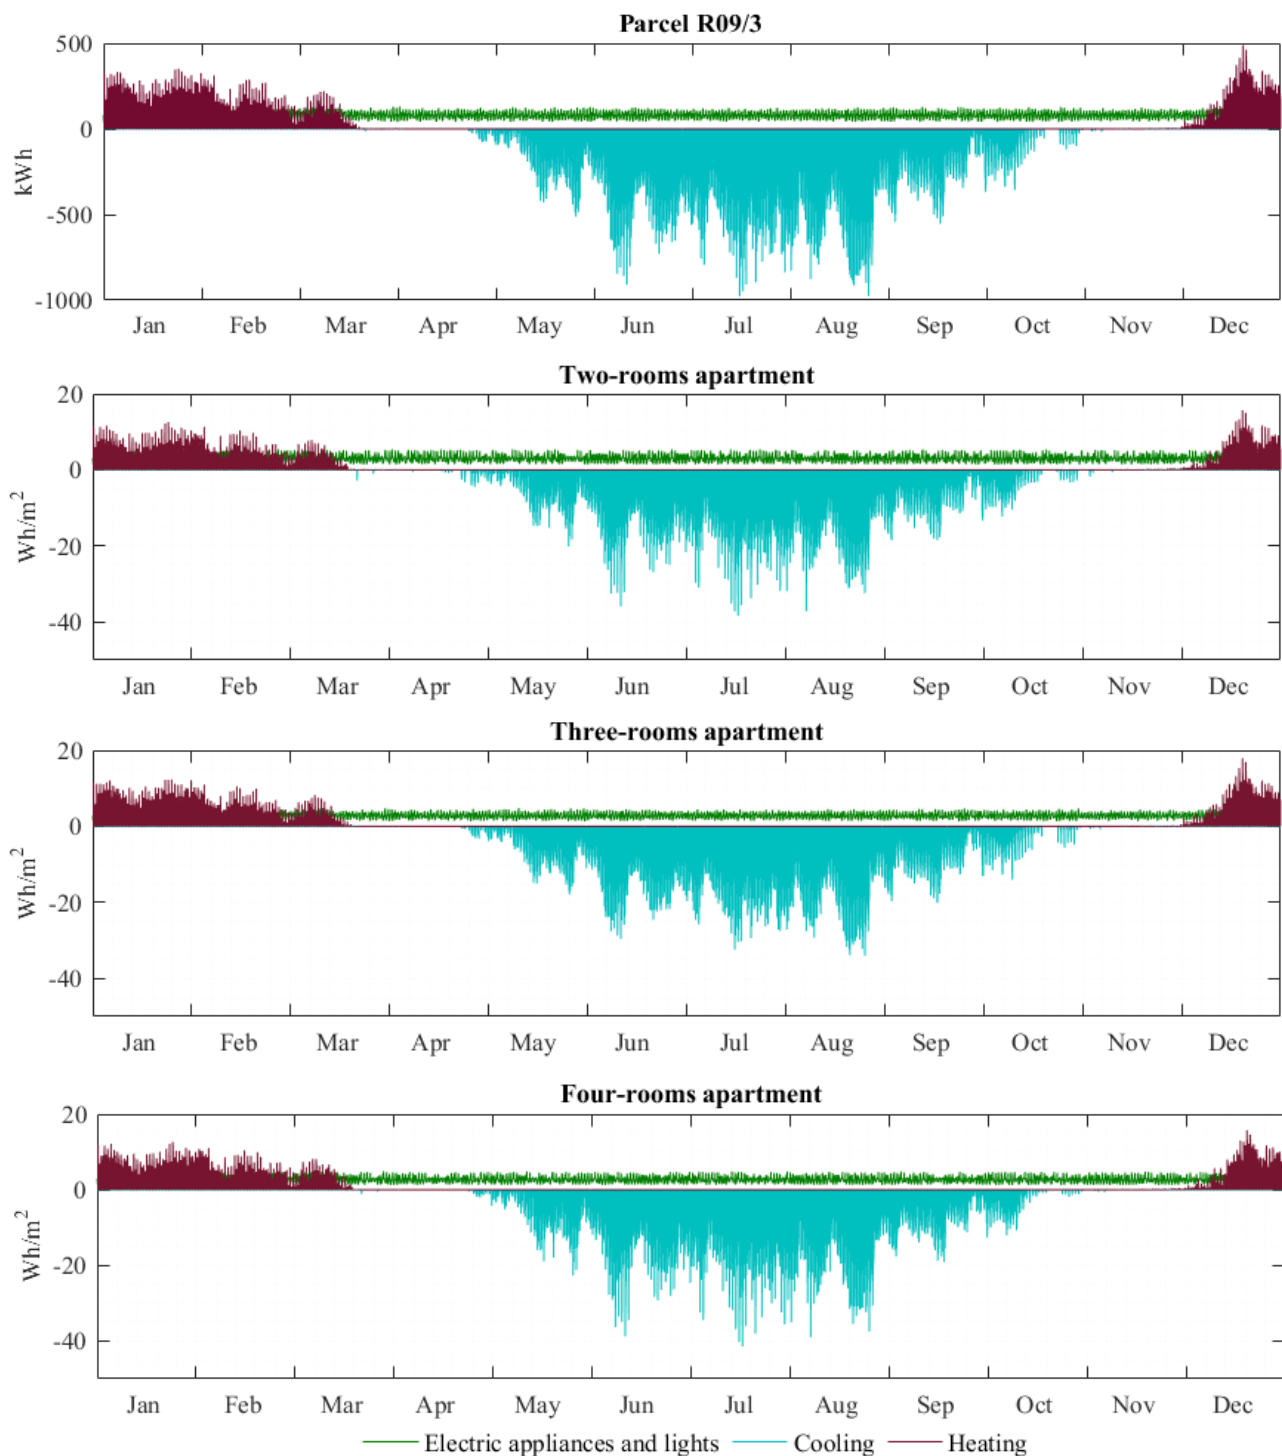 Parcel R09/3
500
0
-500
-1000
kWh
Jan Feb Mar Apr May Jun Jul Aug Sep Oct Nov Dec
Two-rooms apartment
20
0
-20
-40
Wh/m²
Jan Feb Mar Apr May Jun Jul Aug Sep Oct Nov Dec
Three-rooms apartment
20
0
-20
-40
Wh/m²
Jan Feb Mar Apr May Jun Jul Aug Sep Oct Nov Dec
Four-rooms apartment
20
0
-20
-40
Wh/m²
Jan Feb Mar Apr May Jun Jul Aug Sep Oct Nov Dec
Electric appliances and lights Cooling Heating